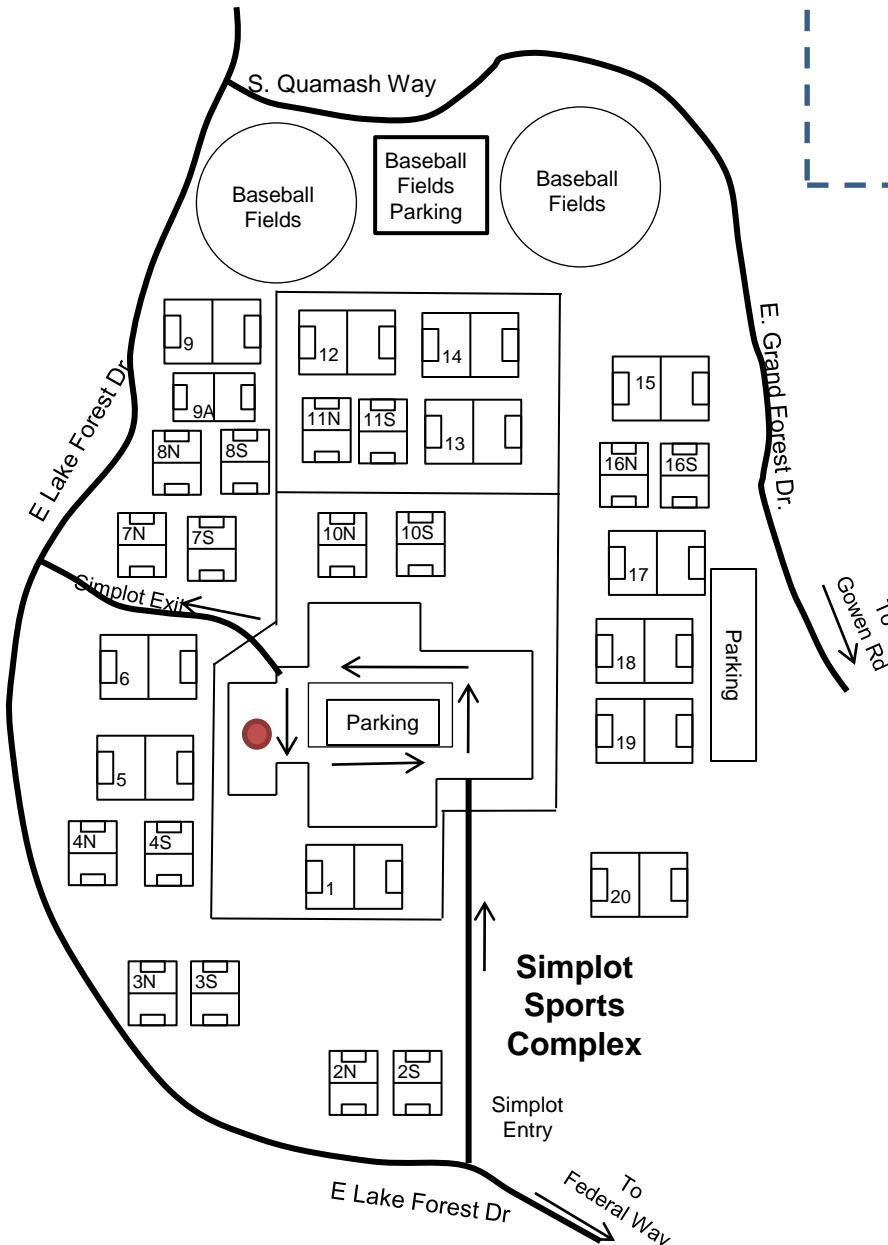 S. Quamash Way
Baseball
Fields
Baseball
Fields
Parking
Baseball
Fields
E. Grand Forest Dr.
E Lake Forest Dr.
9
12
14
15
9A
11N
11S
13
8N
8S
16N
16S
7N
7S
10N
10S
17
Simplot Exit
To
Gowen Rd
6
18
Parking
Parking
19
5
4N
4S
1
20
Simplot
Sports
Complex
3N
3S
2N
2S
Simplot
Entry
E Lake Forest Dr
To
Federal Way